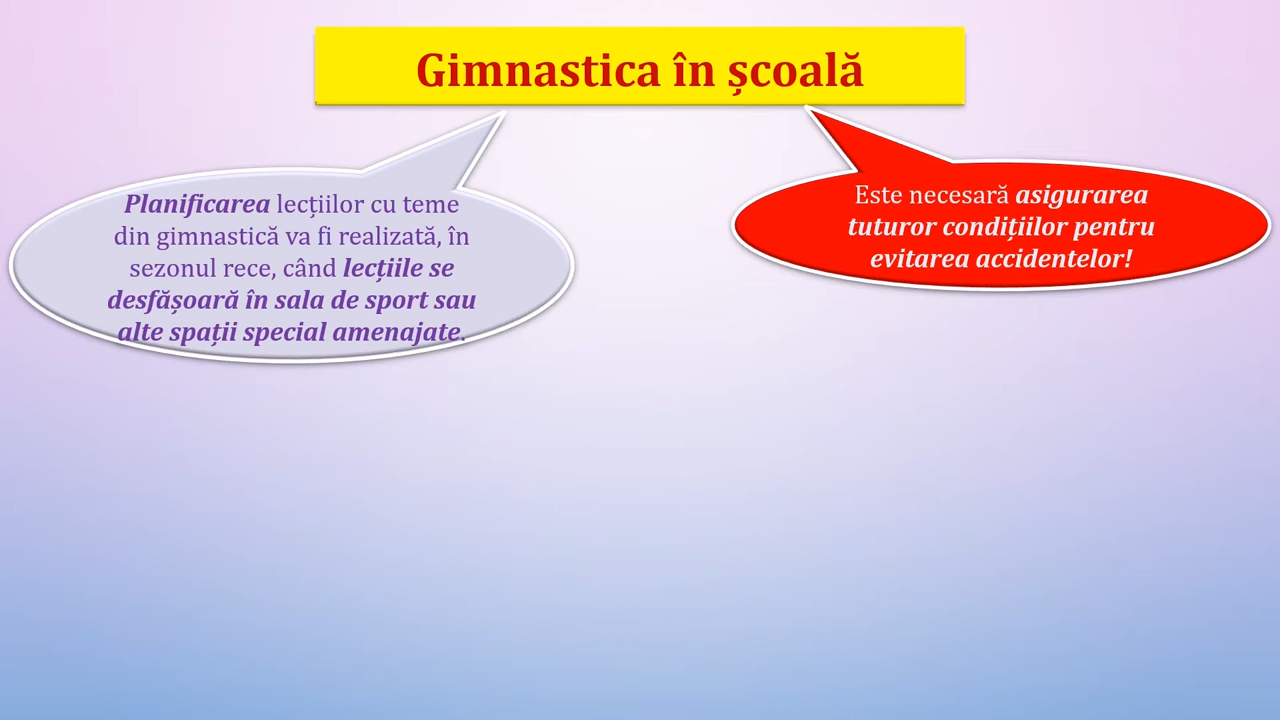 Gimnastica în școală
Planificarea lecțiilor cu teme
din gimnastică va fi realizată, în
sezonul rece, când lecțiile se
desfășoară în sala de sport sau
alte spații special amenajate.
Este necesară asigurarea
tuturor condițiilor pentru
evitarea accidentelor!